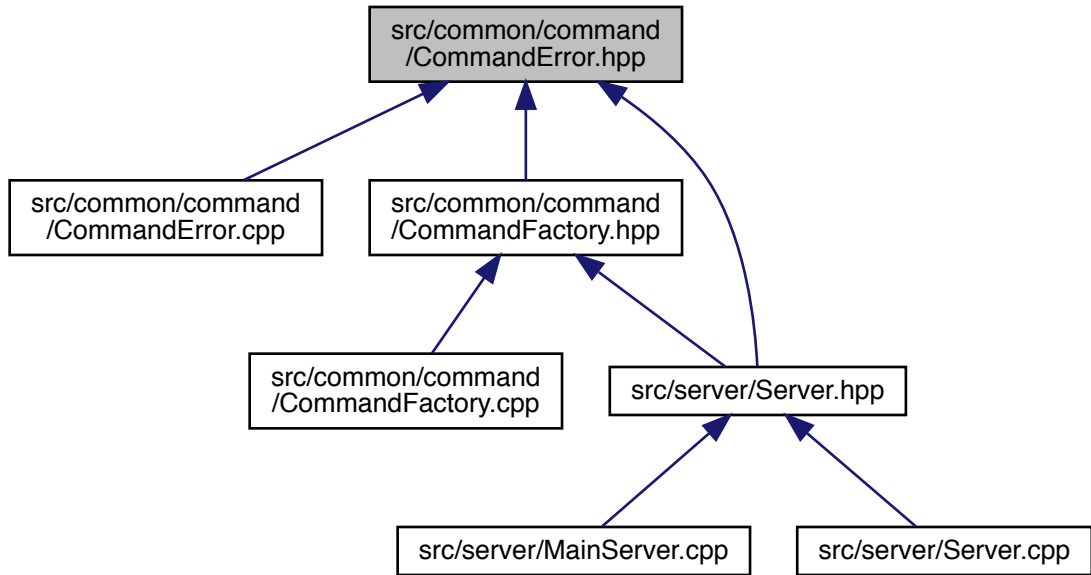 src/common/command
/CommandError.hpp
src/common/command
/CommandError.cpp
src/common/command
/CommandFactory.hpp
src/common/command
/CommandFactory.cpp
src/server/Server.hpp
src/server/MainServer.cpp
src/server/Server.cpp